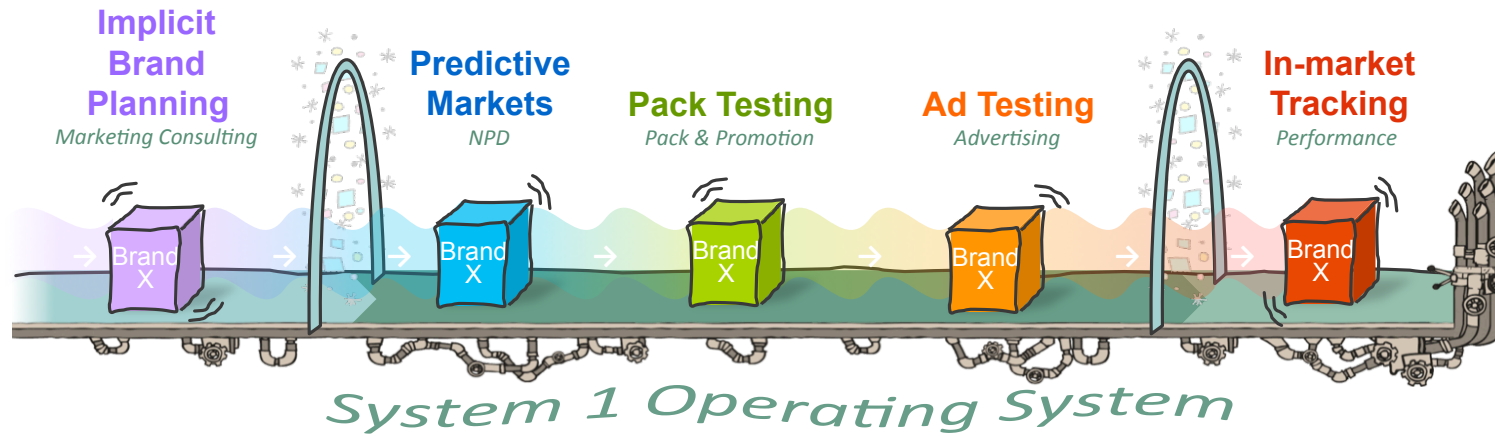 Implicit
Brand
Planning
Marketing Consulting
Predictive
Markets
NPD
Pack Testing
Pack & Promotion
Ad Testing
Advertising
In-market
Tracking
Performance
Brand
X
Brand
X
Brand
X
Brand
X
Brand
X
System 1 Operating System